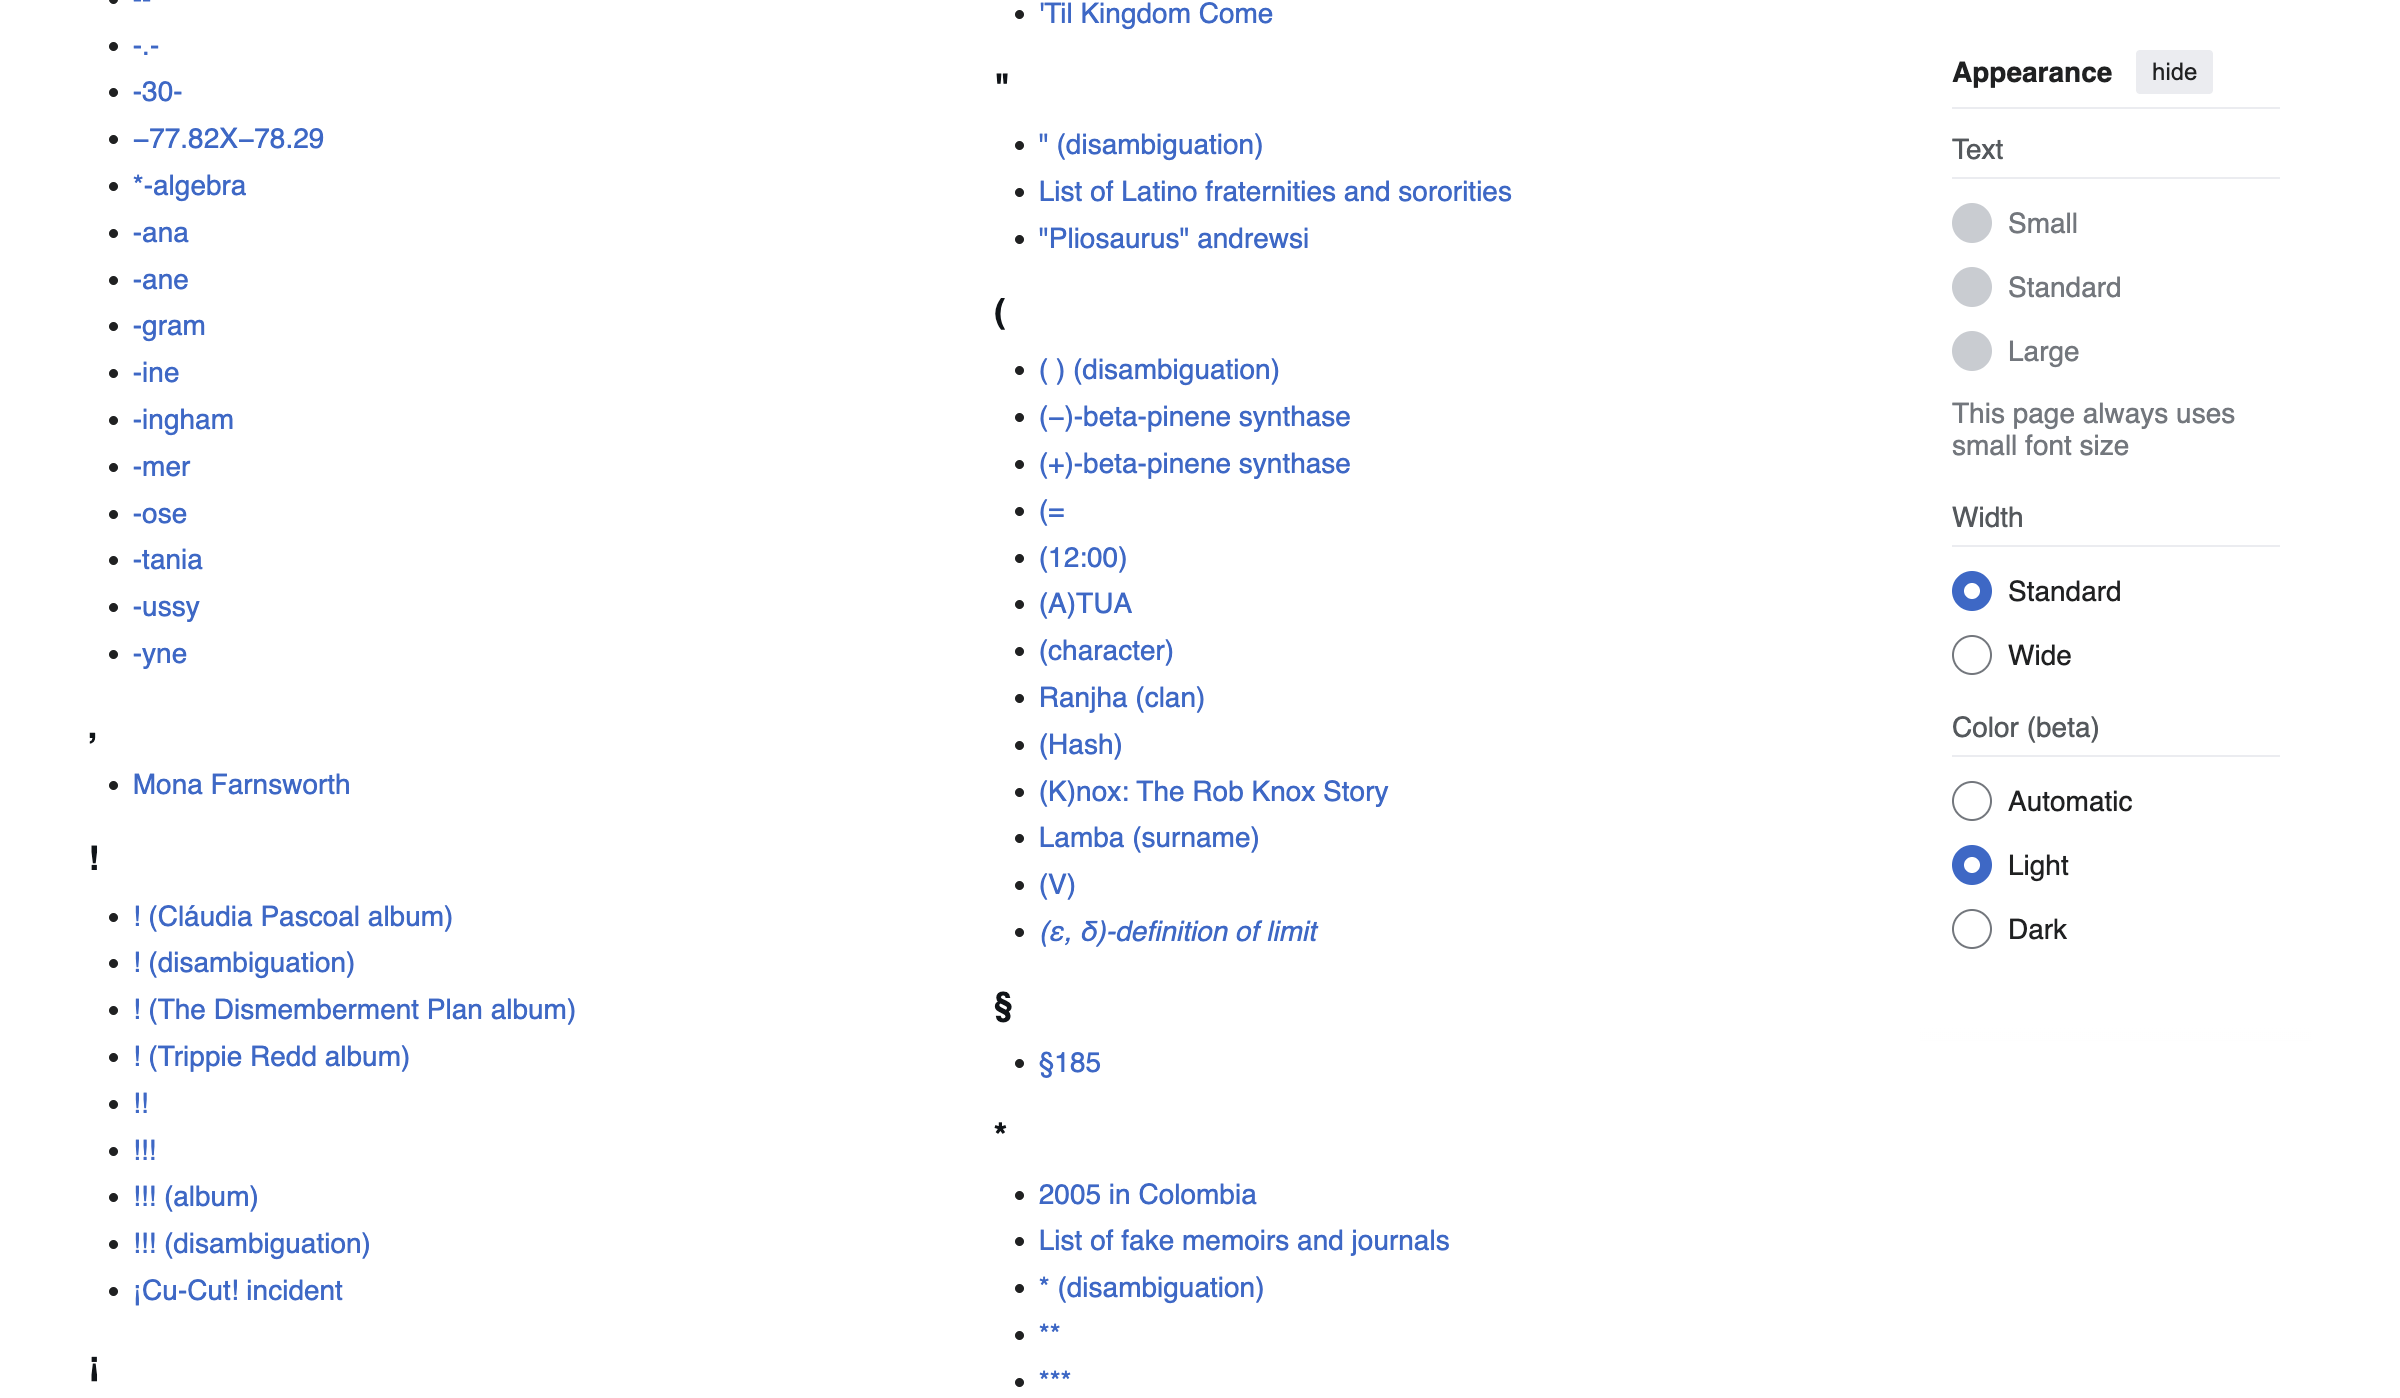 --
-.-
-30-
–77.82X–78.29
*-algebra
-ana
-ane
-gram
-ine
-ingham
-mer
-ose
-tania
-ussy
-yne
,
Mona Farnsworth
!
! (Cláudia Pascoal album)
! (disambiguation)
! (The Dismemberment Plan album)
! (Trippie Redd album)
!!
!!!
!!! (album)
!!! (disambiguation)
¡Cu-Cut! incident
¡
'Til Kingdom Come
"
" (disambiguation)
List of Latino fraternities and sororities
"Pliosaurus" andrewsi
(
( ) (disambiguation)
(–)-beta-pinene synthase
(+)-beta-pinene synthase
(=
(12:00)
(A)TUA
(character)
Ranjha (clan)
(Hash)
(K)nox: The Rob Knox Story
Lamba (surname)
(V)
(ε, δ)-definition of limit
§
§185
*
2005 in Colombia
List of fake memoirs and journals
* (disambiguation)
**
***
Appearance hide
Text
Small
Standard
Large
This page always uses
small font size
Width
Standard
Wide
Color (beta)
Automatic
Light
Dark